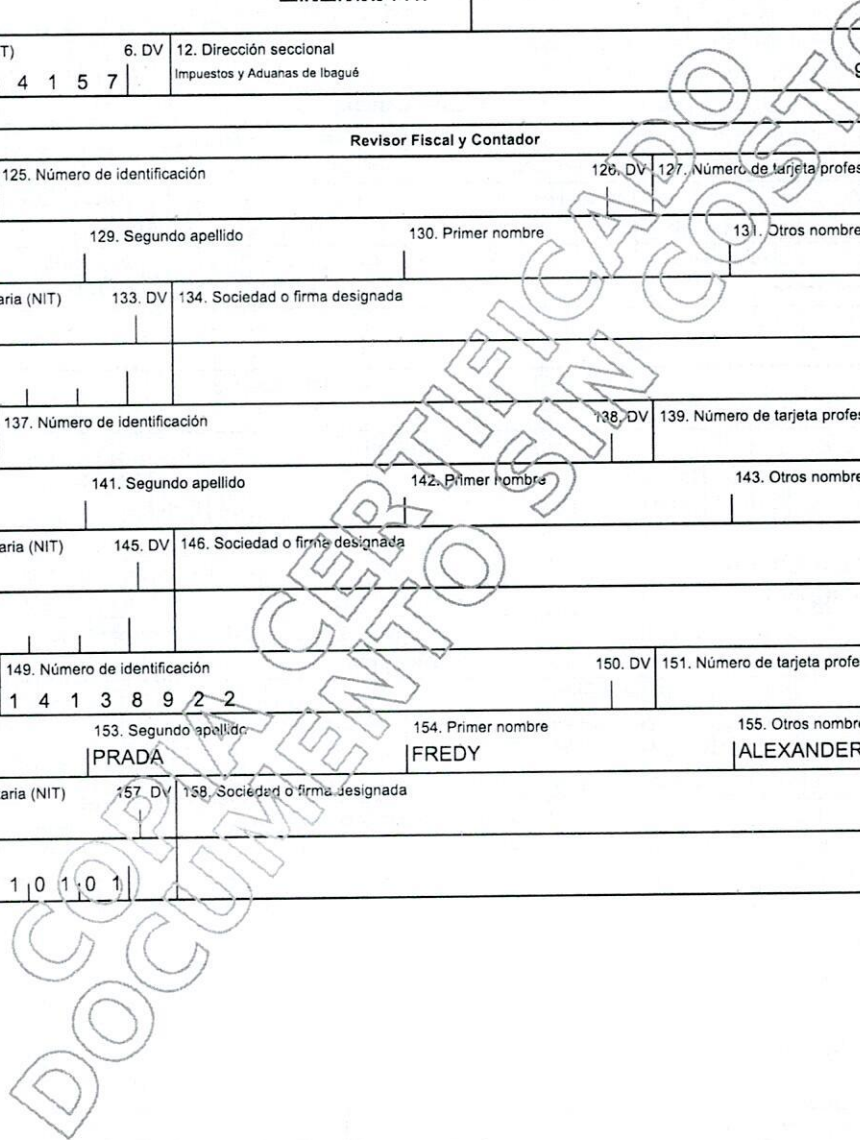 T) 6. DV 12. Dirección seccional
4 1 5 7 Impuestos y Aduanas de Ibagué 9
Revisor Fiscal y Contador
125. Número de identificación 126. DV 127. Número de tarjeta profes
129. Segundo apellido 130. Primer nombre 131. Otros nombre
aria (NIT) 133. DV 134. Sociedad o firma designada
137. Número de identificación 138. DV 139. Número de tarjeta profes
141. Segundo apellido 142. Primer nombre 143. Otros nombre
aria (NIT) 145. DV 146. Sociedad o firma designada
149. Número de identificación 150. DV 151. Número de tarjeta profe
1 4 1 3 8 9 2 2
153. Segundo apellido 154. Primer nombre 155. Otros nombre
PRADA FREDY ALEXANDER
aria (NIT) 157. DV 158. Sociedad o firma designada
1 0 1 0 1
COPIA CERTIFICADO
DOCUMENTO SIN COSTO